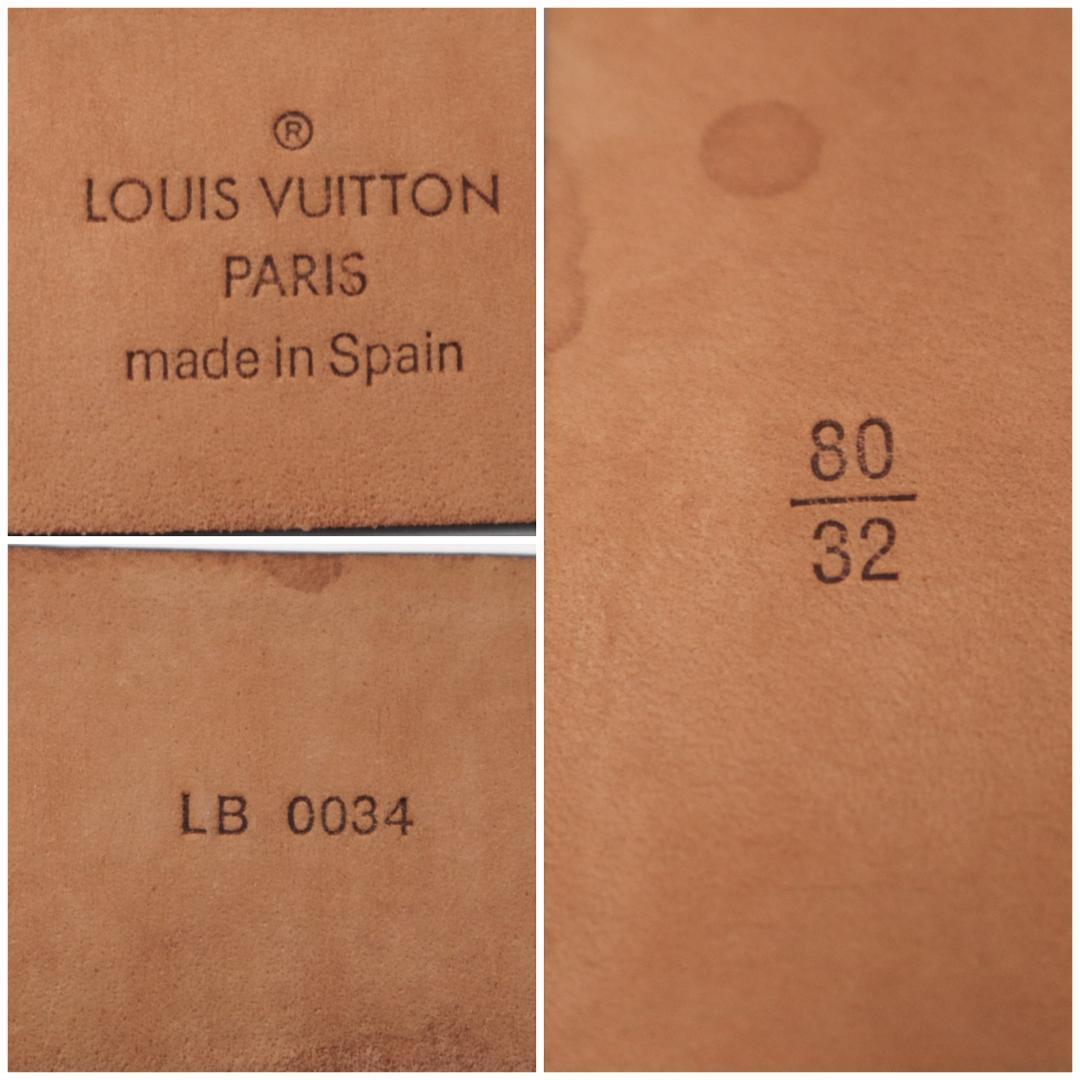 ®
LOUIS VUITTON
PARIS
made in Spain
LB 0034
80
32